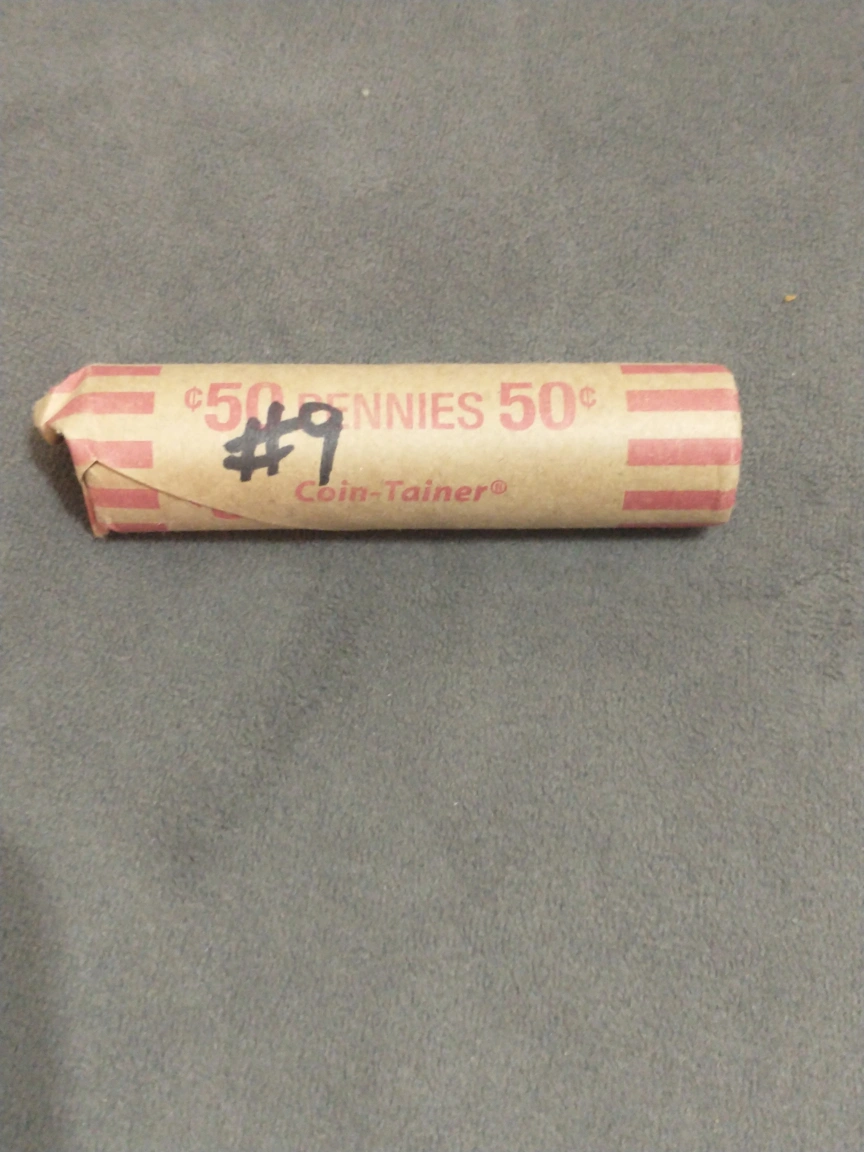 ¢50 PENNIES 50¢
#9
Coin-Tainer®